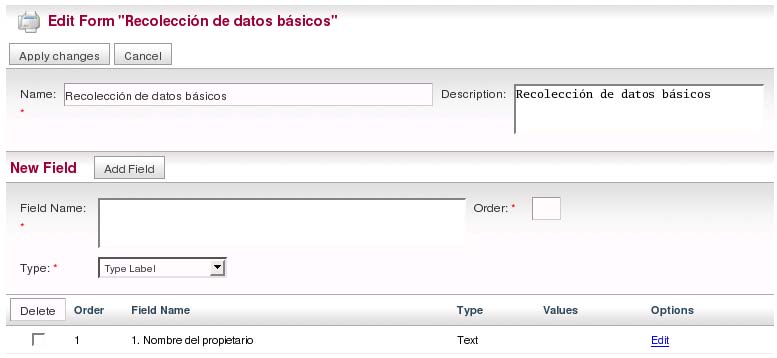 Edit Form "Recolección de datos básicos"
Apply changes Cancel
Name: Recolección de datos básicos Description: Recolección de datos básicos
*
New Field Add Field
Field Name: Order: *
*
Type: * Type Label
Delete Order Field Name Type Values Options
1 1. Nombre del propietario Text Edit